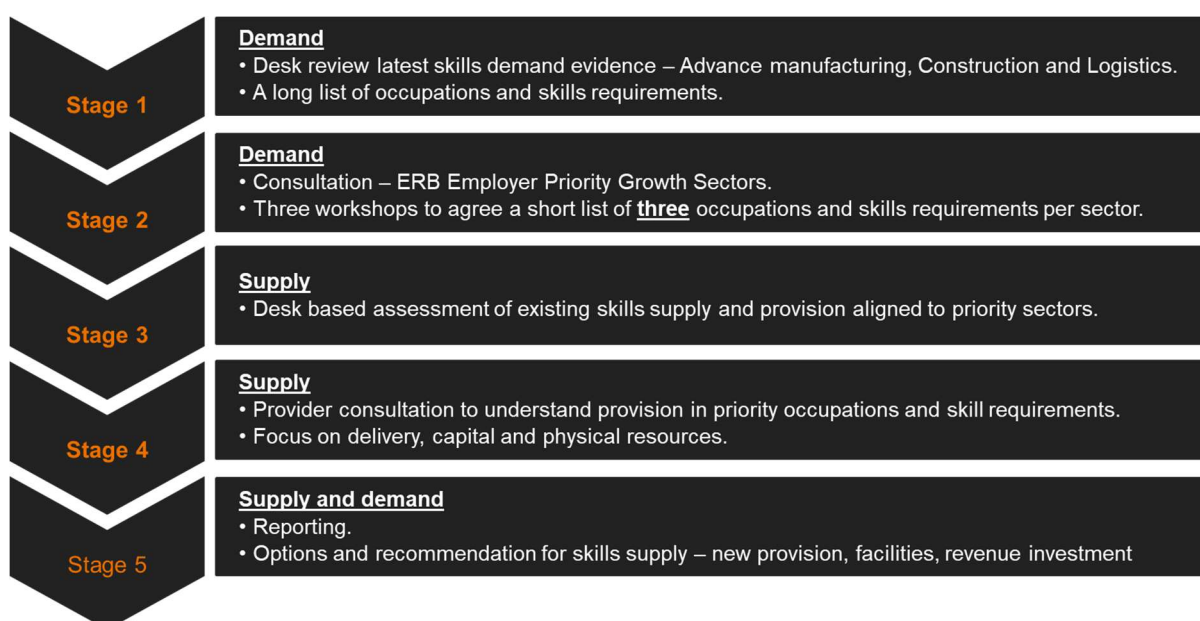 Stage 1
Demand
• Desk review latest skills demand evidence – Advance manufacturing, Construction and Logistics.
• A long list of occupations and skills requirements.
Stage 2
Demand
• Consultation – ERB Employer Priority Growth Sectors.
• Three workshops to agree a short list of three occupations and skills requirements per sector.
Stage 3
Supply
• Desk based assessment of existing skills supply and provision aligned to priority sectors.
Stage 4
Supply
• Provider consultation to understand provision in priority occupations and skill requirements.
• Focus on delivery, capital and physical resources.
Stage 5
Supply and demand
• Reporting.
• Options and recommendation for skills supply – new provision, facilities, revenue investment